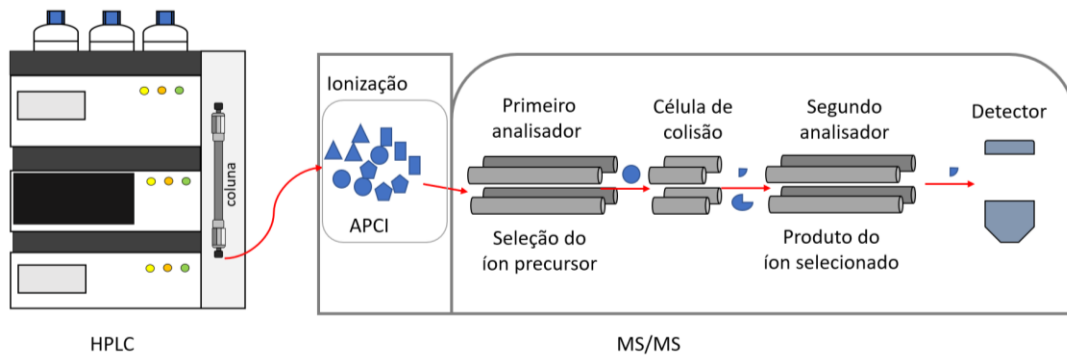 coluna
Ionização
APCI
Primeiro
analisador
Seleção do
íon precursor
Célula de
colisão
Segundo
analisador
Produto do
íon selecionado
Detector
HPLC
MS/MS